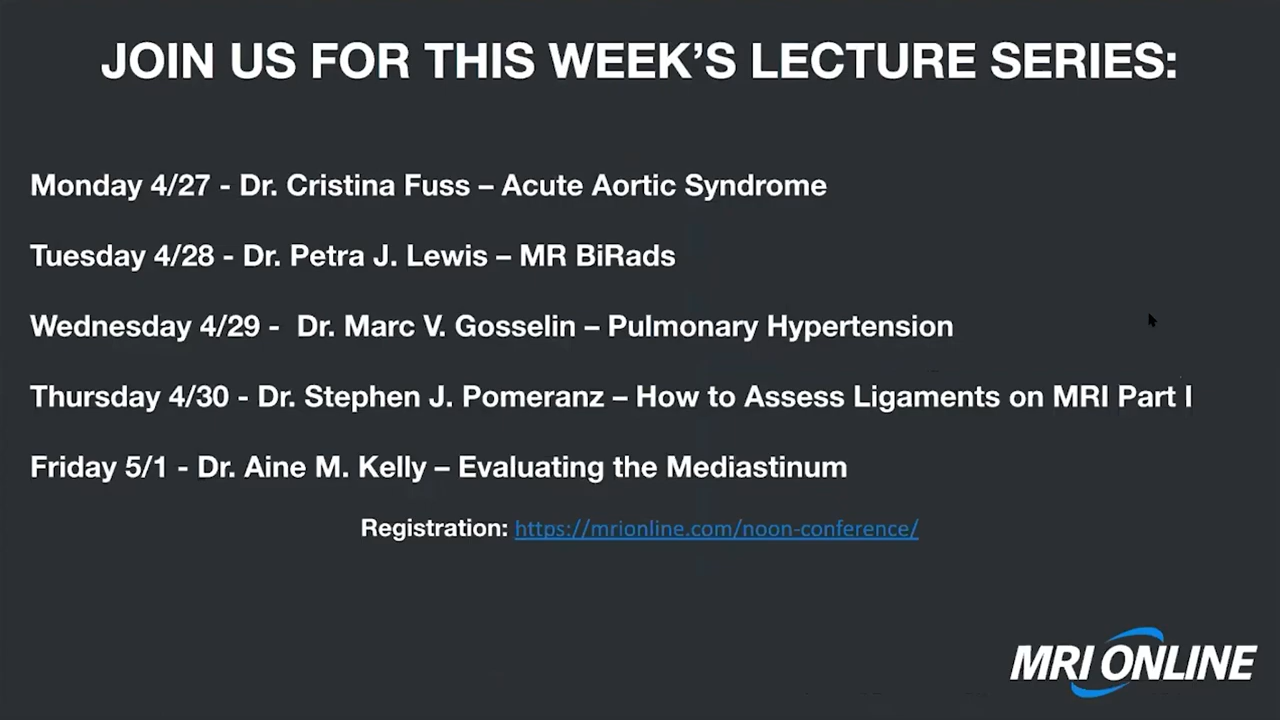 JOIN US FOR THIS WEEK’S LECTURE SERIES:
Monday 4/27 - Dr. Cristina Fuss – Acute Aortic Syndrome
Tuesday 4/28 - Dr. Petra J. Lewis – MR BiRads
Wednesday 4/29 -  Dr. Marc V. Gosselin – Pulmonary Hypertension
Thursday 4/30 - Dr. Stephen J. Pomeranz – How to Assess Ligaments on MRI Part I
Friday 5/1 - Dr. Aine M. Kelly – Evaluating the Mediastinum
Registration: https://mrionline.com/noon-conference/
MRI ONLINE